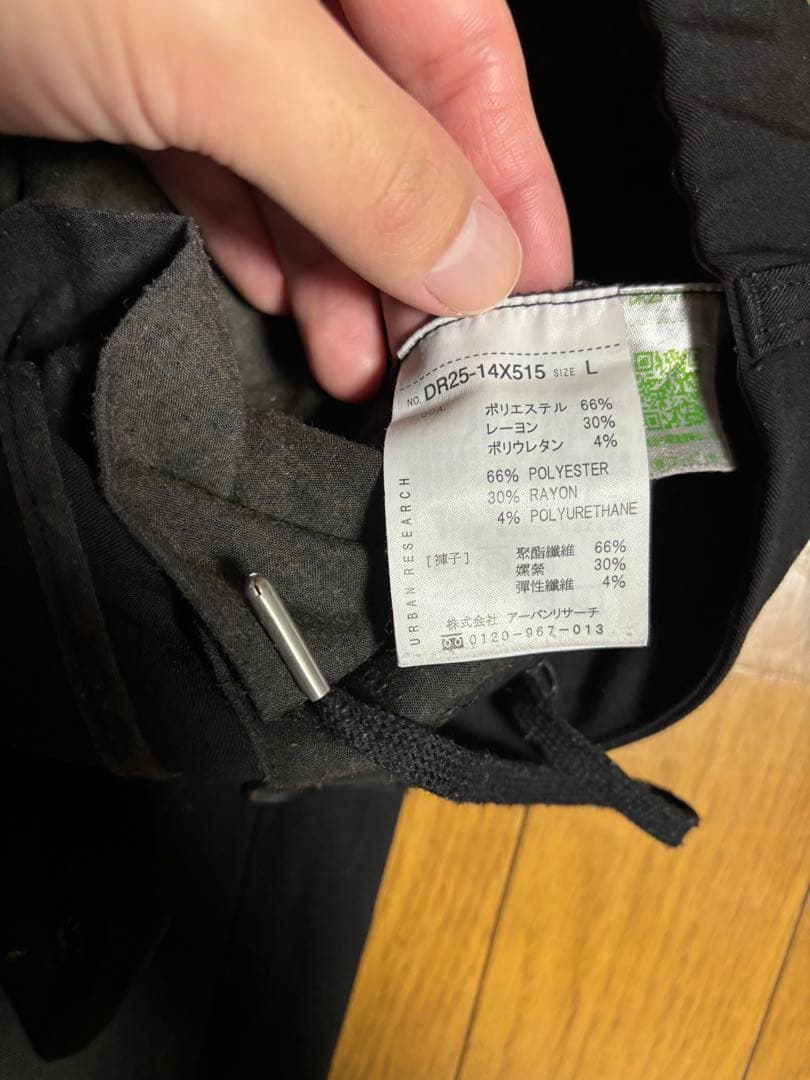 NO. DR25-14X515 SIZE L
ポリエステル 66%
レーヨン 30%
ポリウレタン 4%
66% POLYESTER
30% RAYON
4% POLYURETHANE
[褲子]
聚酯纖維 66%
嫘縈 30%
彈性纖維 4%
URBAN RESEARCH
株式会社 アーバンリサーチ
0120-967-013